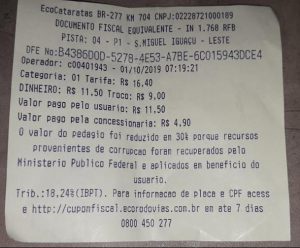 EcoCataratas BR-277 KM 704 CNPJ:02228721000189
DOCUMENTO FISCAL EQUIVALENTE - IN 1.768 RFB
PISTA: 04 - P1 - S.MIGUEL IGUAÇU - LESTE
DFE No:B4386D0D-5278-4E53-A7BE-6C015943DCE4
Operador: c00401943 - 01/10/2019 07:19:21
Categoria: 01 Tarifa: R$ 16.40
DINHEIRO: R$ 11.50 Troco: R$ 9.00
Valor pago pelo usuario: R$ 11.50
Valor pago pela concessionaria: R$ 4.90
O valor do pedagio foi reduzido em 30% porque recursos
provenientes de corrupcao foram recuperados pelo
Ministerio Publico Federal e aplicados em beneficio do
usuario.
Trib.:18.24%(IBPT). Para informacao de placa e CPF acess
e http://cupomfiscal.ecorodovias.com.br em ate 7 dias
0800 450 277